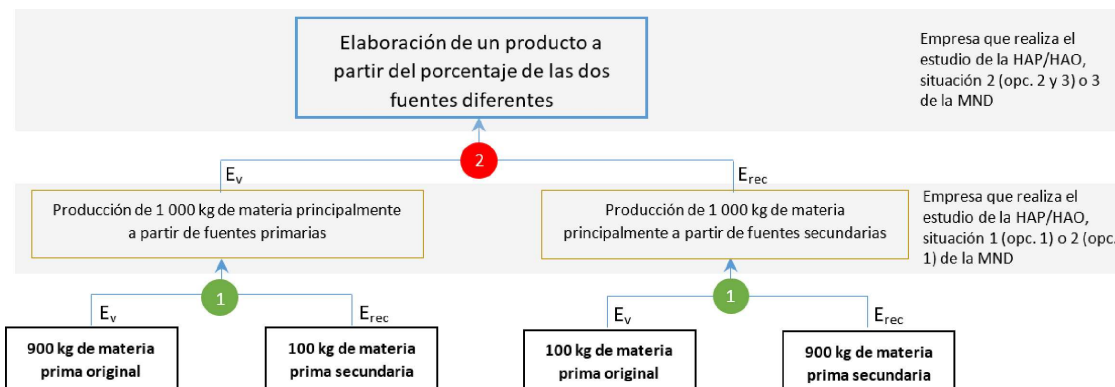 Elaboración de un producto a
partir del porcentaje de las dos
fuentes diferentes
Empresa que realiza el
estudio de la HAP/HAO,
situación 2 (opc. 2 y 3) o 3
de la MND
2
Ev
Erec
Producción de 1 000 kg de materia principalmente
a partir de fuentes primarias
Producción de 1 000 kg de materia
principalmente a partir de fuentes secundarias
Empresa que realiza el
estudio de la HAP/HAO,
situación 1 (opc. 1) o 2 (opc.
1) de la MND
1
1
Ev
Erec
Ev
Erec
900 kg de materia
prima original
100 kg de materia
prima secundaria
100 kg de materia
prima original
900 kg de materia
prima secundaria